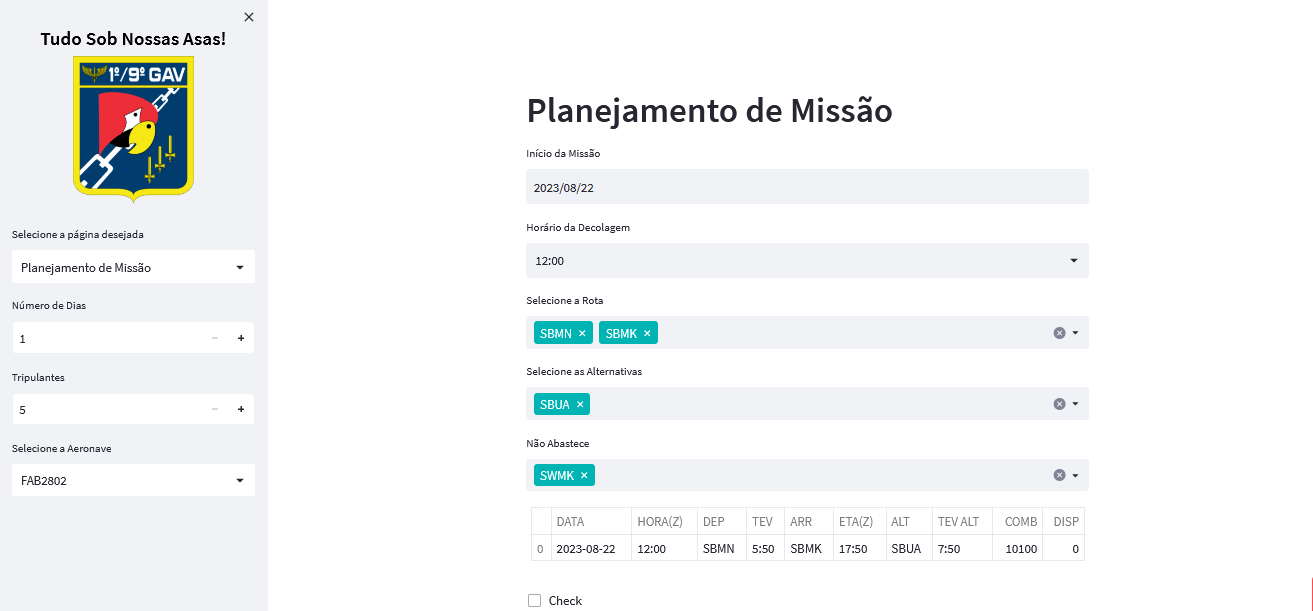 Tudo Sob Nossas Asas!
1º/9º GAV
Selecione a página desejada
Planejamento de Missão
Número de Dias
1
Tripulantes
5
Selecione a Aeronave
FAB2802
Planejamento de Missão
Início da Missão
2023/08/22
Horário da Decolagem
12:00
Selecione a Rota
SBMN SBMK
Selecione as Alternativas
SBUA
Não Abastece
SWMK
DATA HORA(Z) DEP TEV ARR ETA(Z) ALT TEV ALT COMB DISP
0 2023-08-22 12:00 SBMN 5:50 SBMK 17:50 SBUA 7:50 10100 0
Check